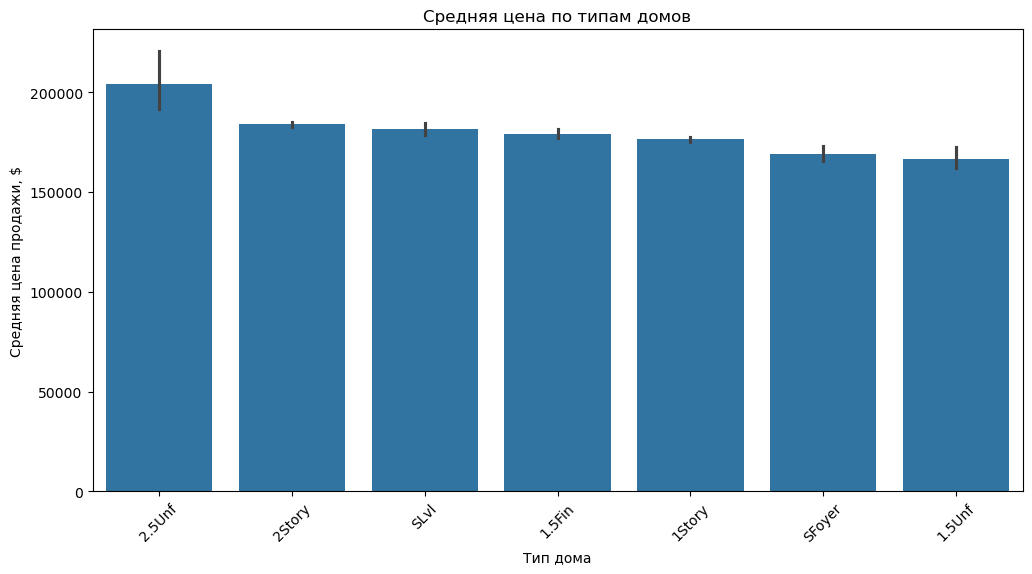 Средняя цена по типам домов
Средняя цена продажи, $
200000
150000
100000
50000
0
2.5Unf
2Story
SLvl
1.5Fin
1Story
SFoyer
1.5Unf
Тип дома